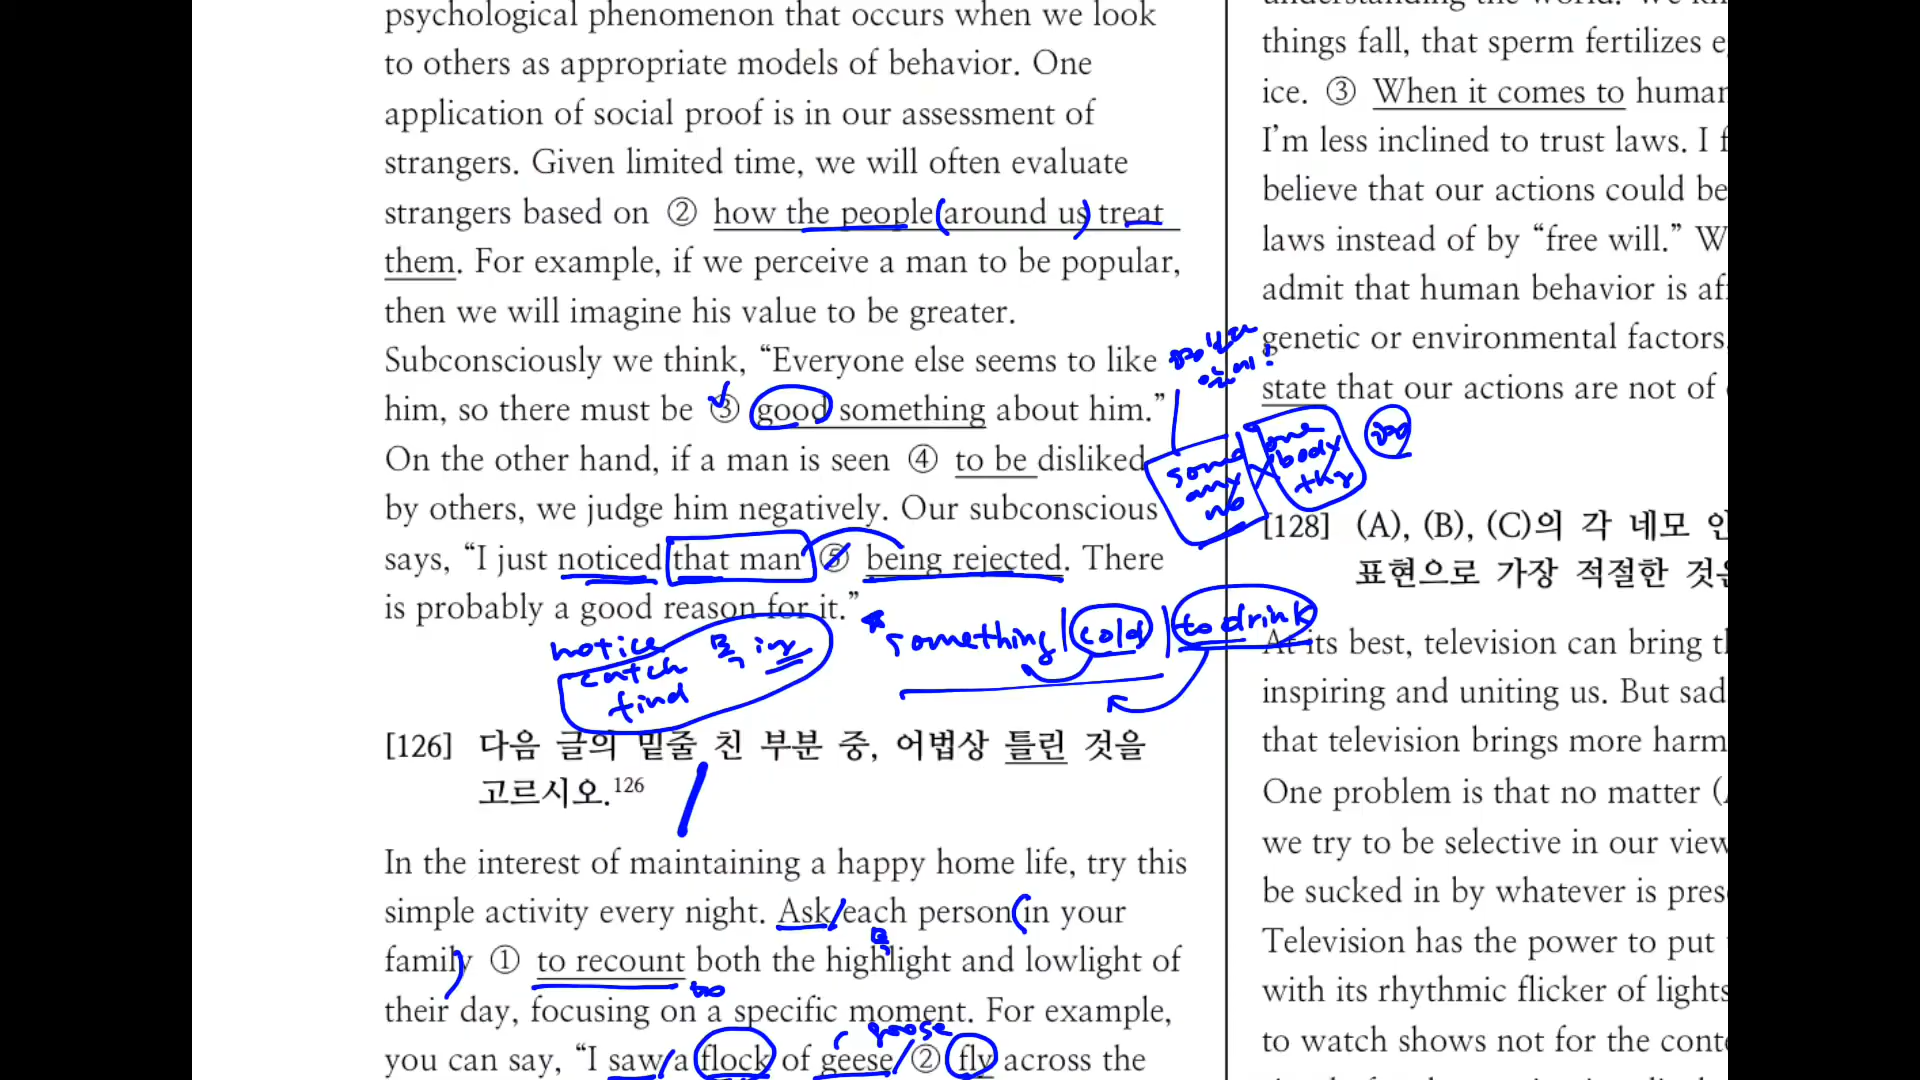 psychological phenomenon that occurs when we look
to others as appropriate models of behavior. One
application of social proof is in our assessment of
strangers. Given limited time, we will often evaluate
strangers based on ② how the people (around us) treat
them. For example, if we perceive a man to be popular,
then we will imagine his value to be greater.
Subconsciously we think, “Everyone else seems to like
him, so there must be ③ good something about him.”
On the other hand, if a man is seen ④ to be disliked
by others, we judge him negatively. Our subconscious
says, “I just noticed that man ⑤ being rejected. There
is probably a good reason for it.”
notice
catch 목 ing
find
something cold to drink
some
any
no
one
body
[126] 다음 글의 밑줄 친 부분 중, 어법상 틀린 것을
고르시오.126
In the interest of maintaining a happy home life, try this
simple activity every night. Ask / each person (in your
family) ① to recount both the highlight and lowlight of
to
their day, focusing on a specific moment. For example,
goose
you can say, “I saw / a flock of geese / ② fly across the
things fall, that sperm fertilizes
ice. ③ When it comes to human
I’m less inclined to trust laws. I
believe that our actions could be
laws instead of by “free will.”
admit that human behavior is
genetic or environmental factors.
state that our actions are not of
[128] (A), (B), (C)의 각 네모
표현으로 가장 적절한
At its best, television can bring
inspiring and uniting us. But sad
that television brings more harm
One problem is that no matter
we try to be selective in our view
be sucked in by whatever is pres
Television has the power to put
with its rhythmic flicker of lights
to watch shows not for the cont